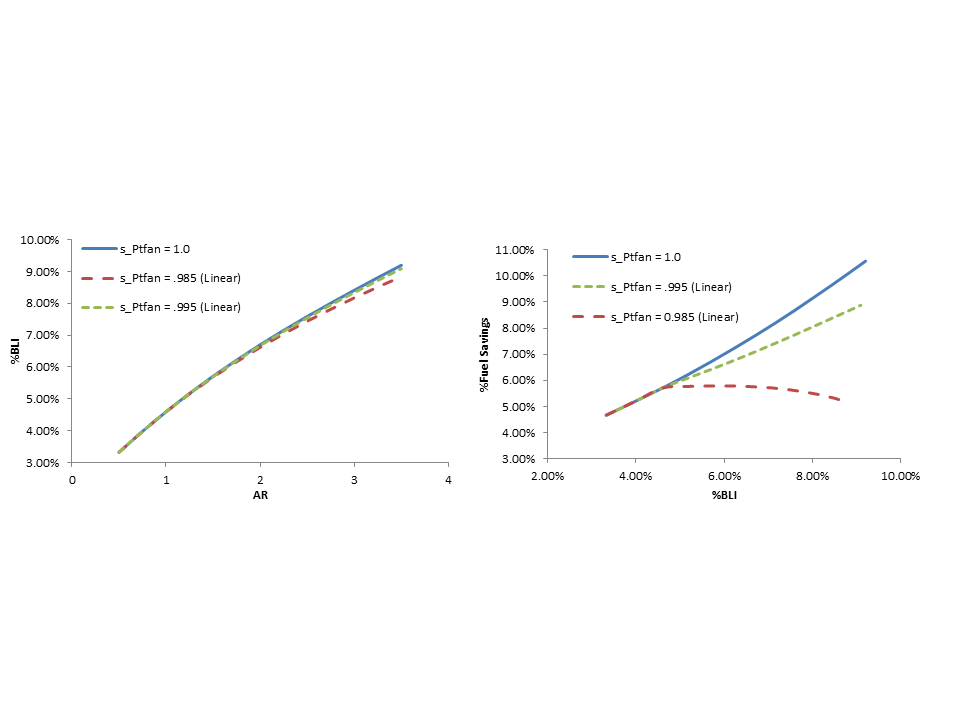 10.00%
9.00%
8.00%
7.00%
6.00%
5.00%
4.00%
3.00%
%BLI
s_Ptfan = 1.0
s_Ptfan = .985 (Linear)
s_Ptfan = .995 (Linear)
0 1 2 3 4
AR
11.00%
10.00%
9.00%
8.00%
7.00%
6.00%
5.00%
4.00%
3.00%
%Fuel Savings
s_Ptfan = 1.0
s_Ptfan = .995 (Linear)
s_Ptfan = 0.985 (Linear)
2.00% 4.00% 6.00% 8.00% 10.00%
%BLI